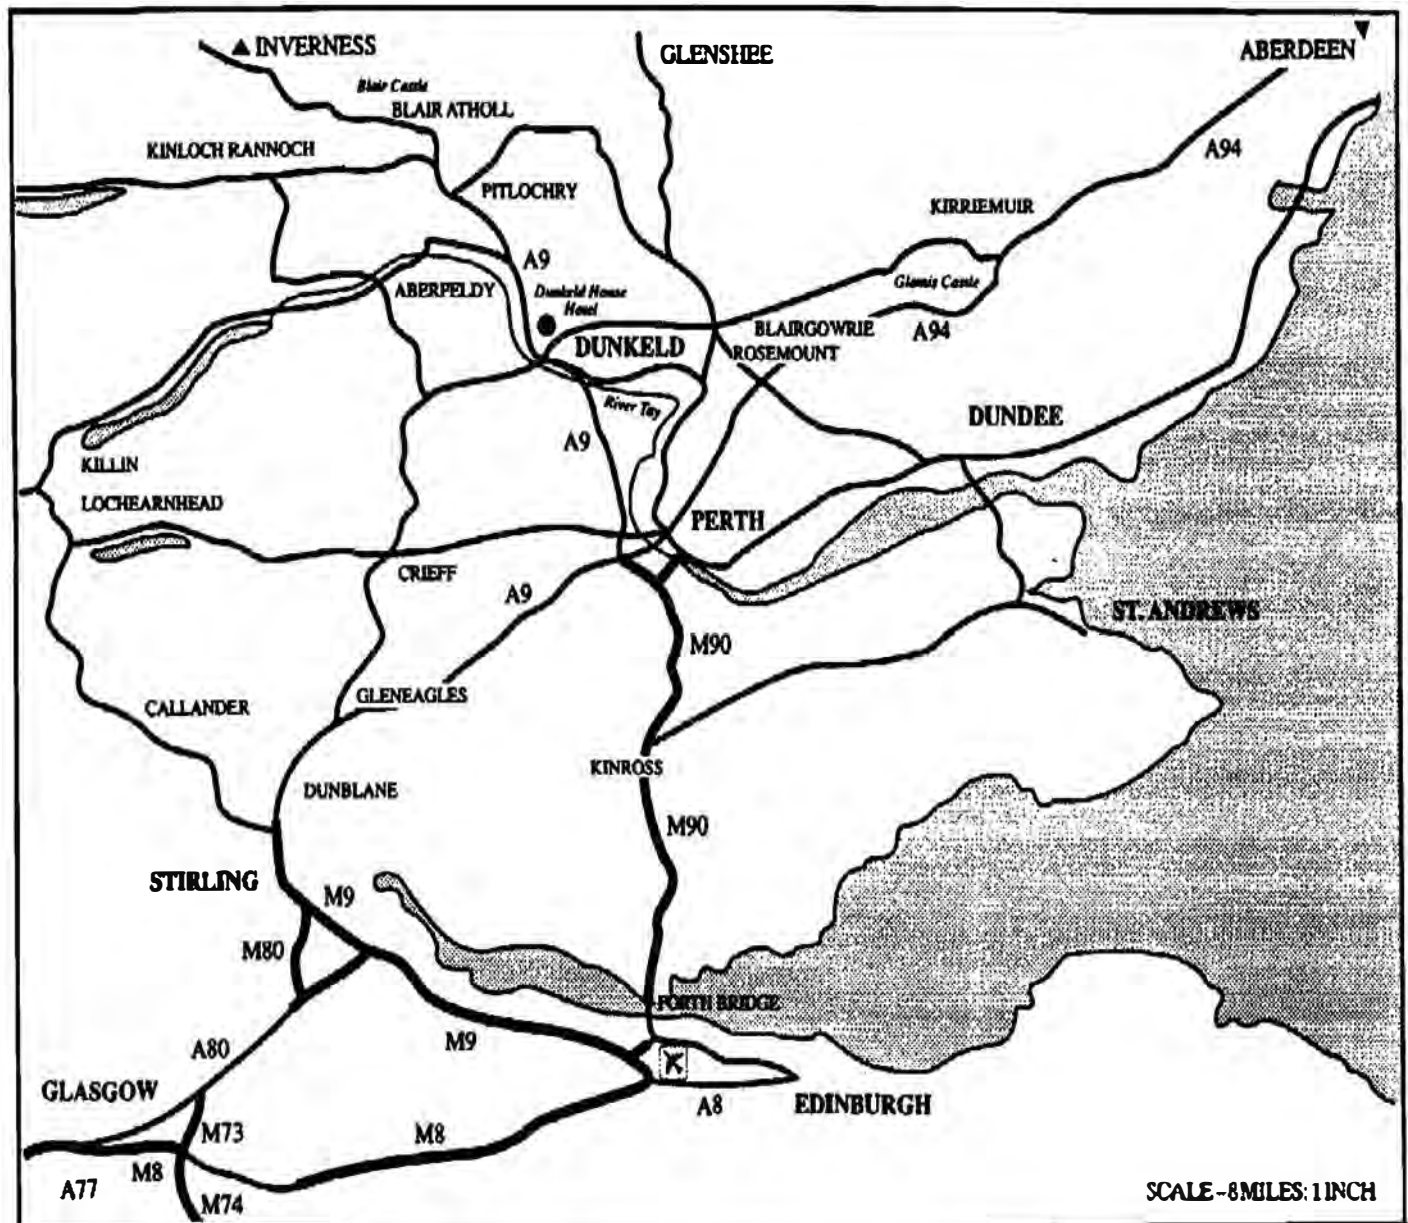 INVERNESS
GLENSHEE
ABERDEEN
Blair Castle
BLAIR ATHOLL
KINLOCH RANNOCH
A94
PITLOCHRY
KIRRIEMUIR
A9
ABERFELDY
Dunkeld House
Hotel
Glamis Castle
BLAIRGOWRIE
A94
DUNKELD
ROSEMOUNT
River Tay
DUNDEE
A9
KILLIN
LOCHEARNHEAD
PERTH
CRIEFF
A9
ST. ANDREWS
M90
GLENEAGLES
CALLANDER
KINROSS
DUNBLANE
M90
STIRLING
M9
M80
FORTH BRIDGE
A80
M9
GLASGOW
A8
EDINBURGH
M73
M8
M8
A77
M74
SCALE - 8 MILES: 1 INCH